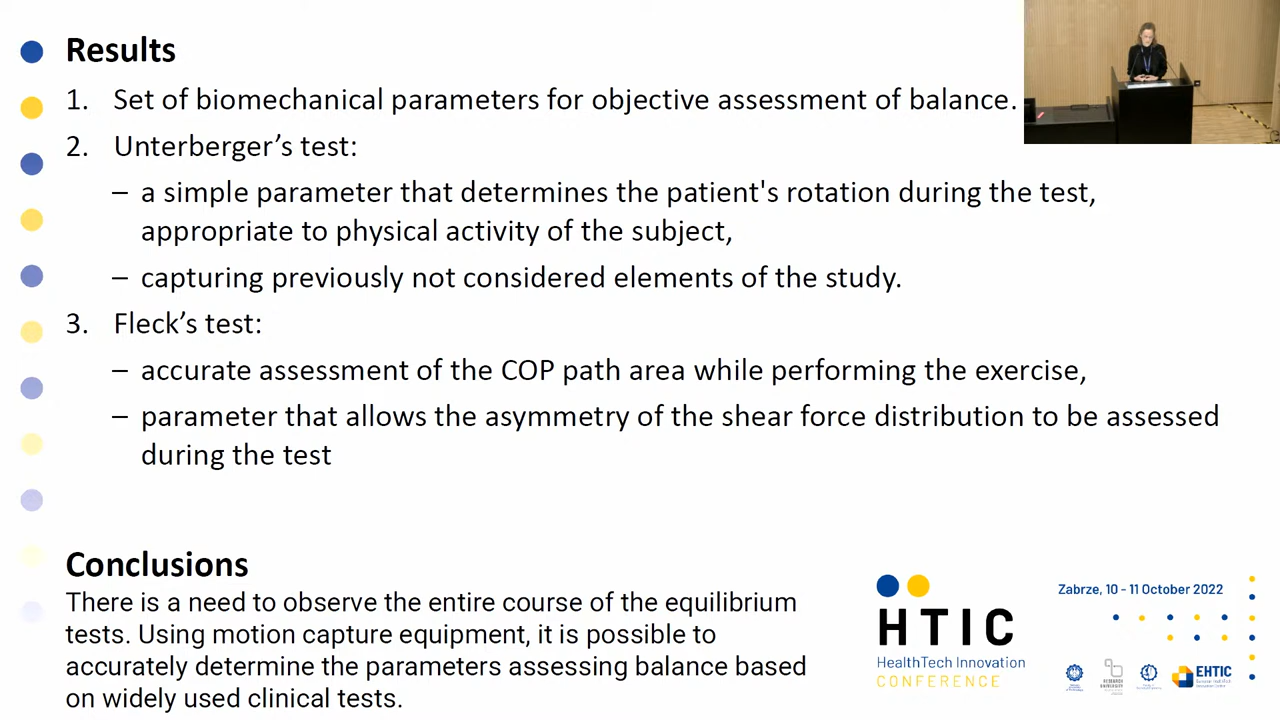 Results
1. Set of biomechanical parameters for objective assessment of balance.
2. Unterberger’s test:
– a simple parameter that determines the patient's rotation during the test,
appropriate to physical activity of the subject,
– capturing previously not considered elements of the study.
3. Fleck’s test:
– accurate assessment of the COP path area while performing the exercise,
– parameter that allows the asymmetry of the shear force distribution to be assessed
during the test
Conclusions
There is a need to observe the entire course of the equilibrium
tests. Using motion capture equipment, it is possible to
accurately determine the parameters assessing balance based
on widely used clinical tests.
HTIC
HealthTech Innovation
CONFERENCE
Zabrze, 10 - 11 October 2022
EHTIC